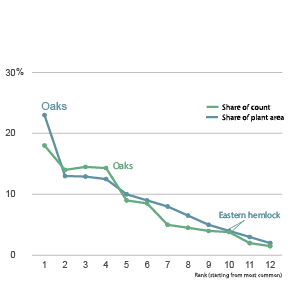 30%
Oaks
Share of count
Share of plant area
20
Oaks
10
Eastern hemlock
0
1 2 3 4 5 6 7 8 9 10 11 12
Rank (starting from most common)